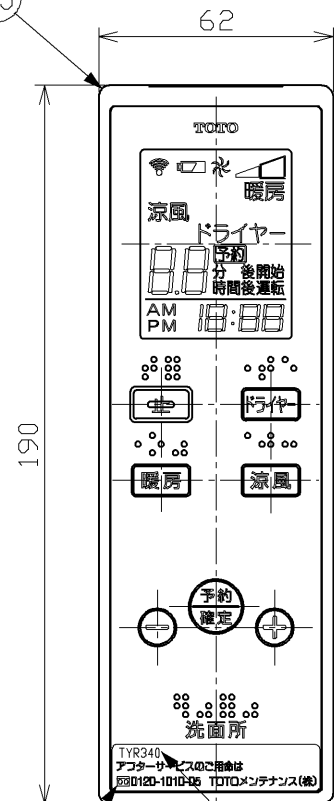 62
190
TOTO
暖房
涼風
ドライヤー
予約
分 後開始
時間後運転
AM
PM 18:88
止 ドライヤー
暖房 涼風
予約
確定
− +
洗面所
TYR340
アフターサービスのご用命は
0120-1010-05 TOTOメンテナンス(株)